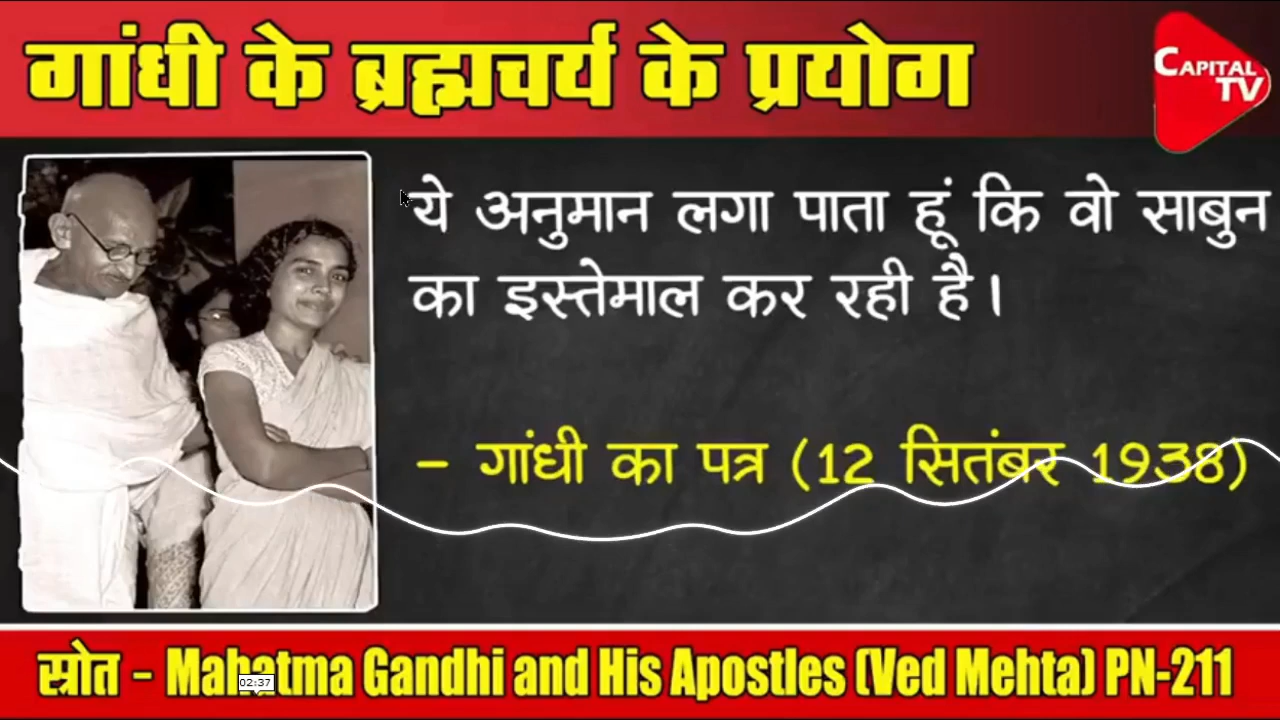 गांधी के ब्रह्मचर्य के प्रयोग
CAPITAL
TV
ये अनुमान लगा पाता हूं कि वो साबुन
का इस्तेमाल कर रही है।
– गांधी का पत्र (12 सितंबर 1938)
स्रोत – Mahatma Gandhi and His Apostles (Ved Mehta) PN-211
02:37